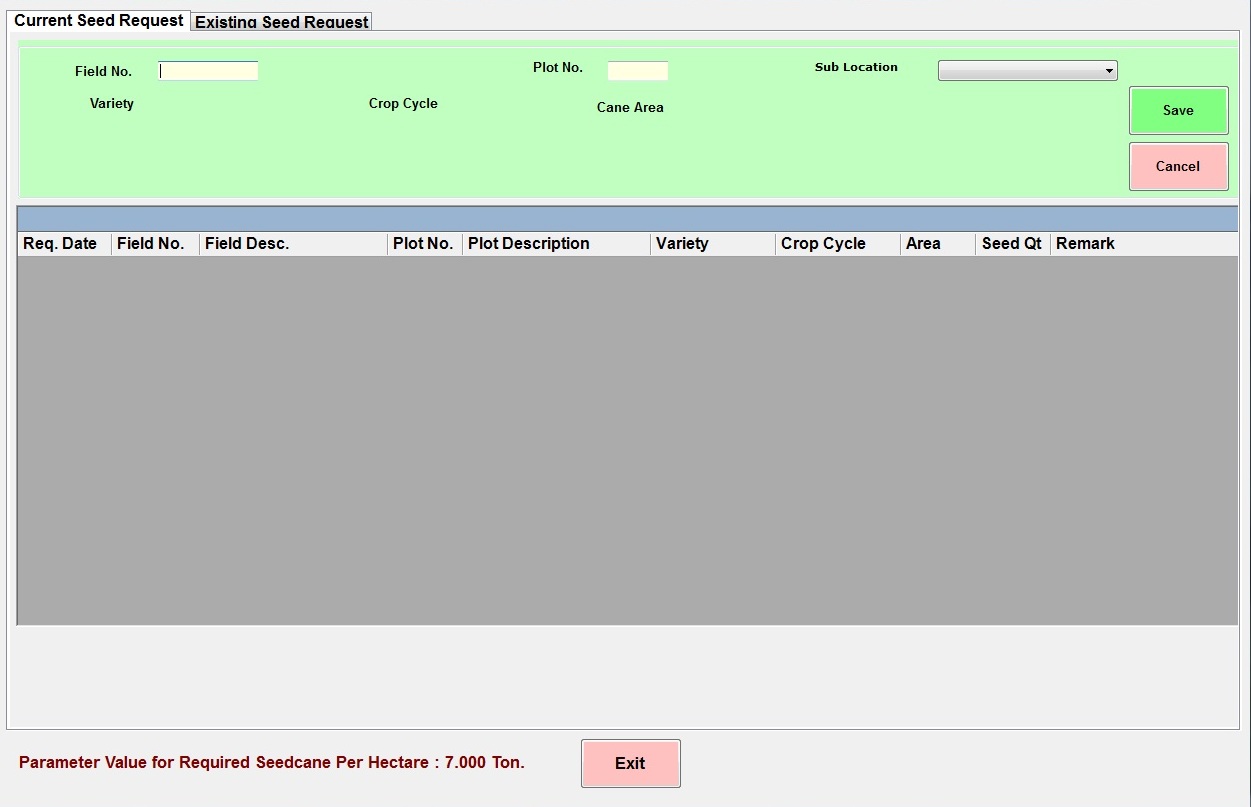 Current Seed Request Existing Seed Request
Field No. Plot No. Sub Location
Variety Crop Cycle Cane Area
Save
Cancel
Req. Date Field No. Field Desc. Plot No. Plot Description Variety Crop Cycle Area Seed Qt Remark
Parameter Value for Required Seedcane Per Hectare : 7.000 Ton. Exit